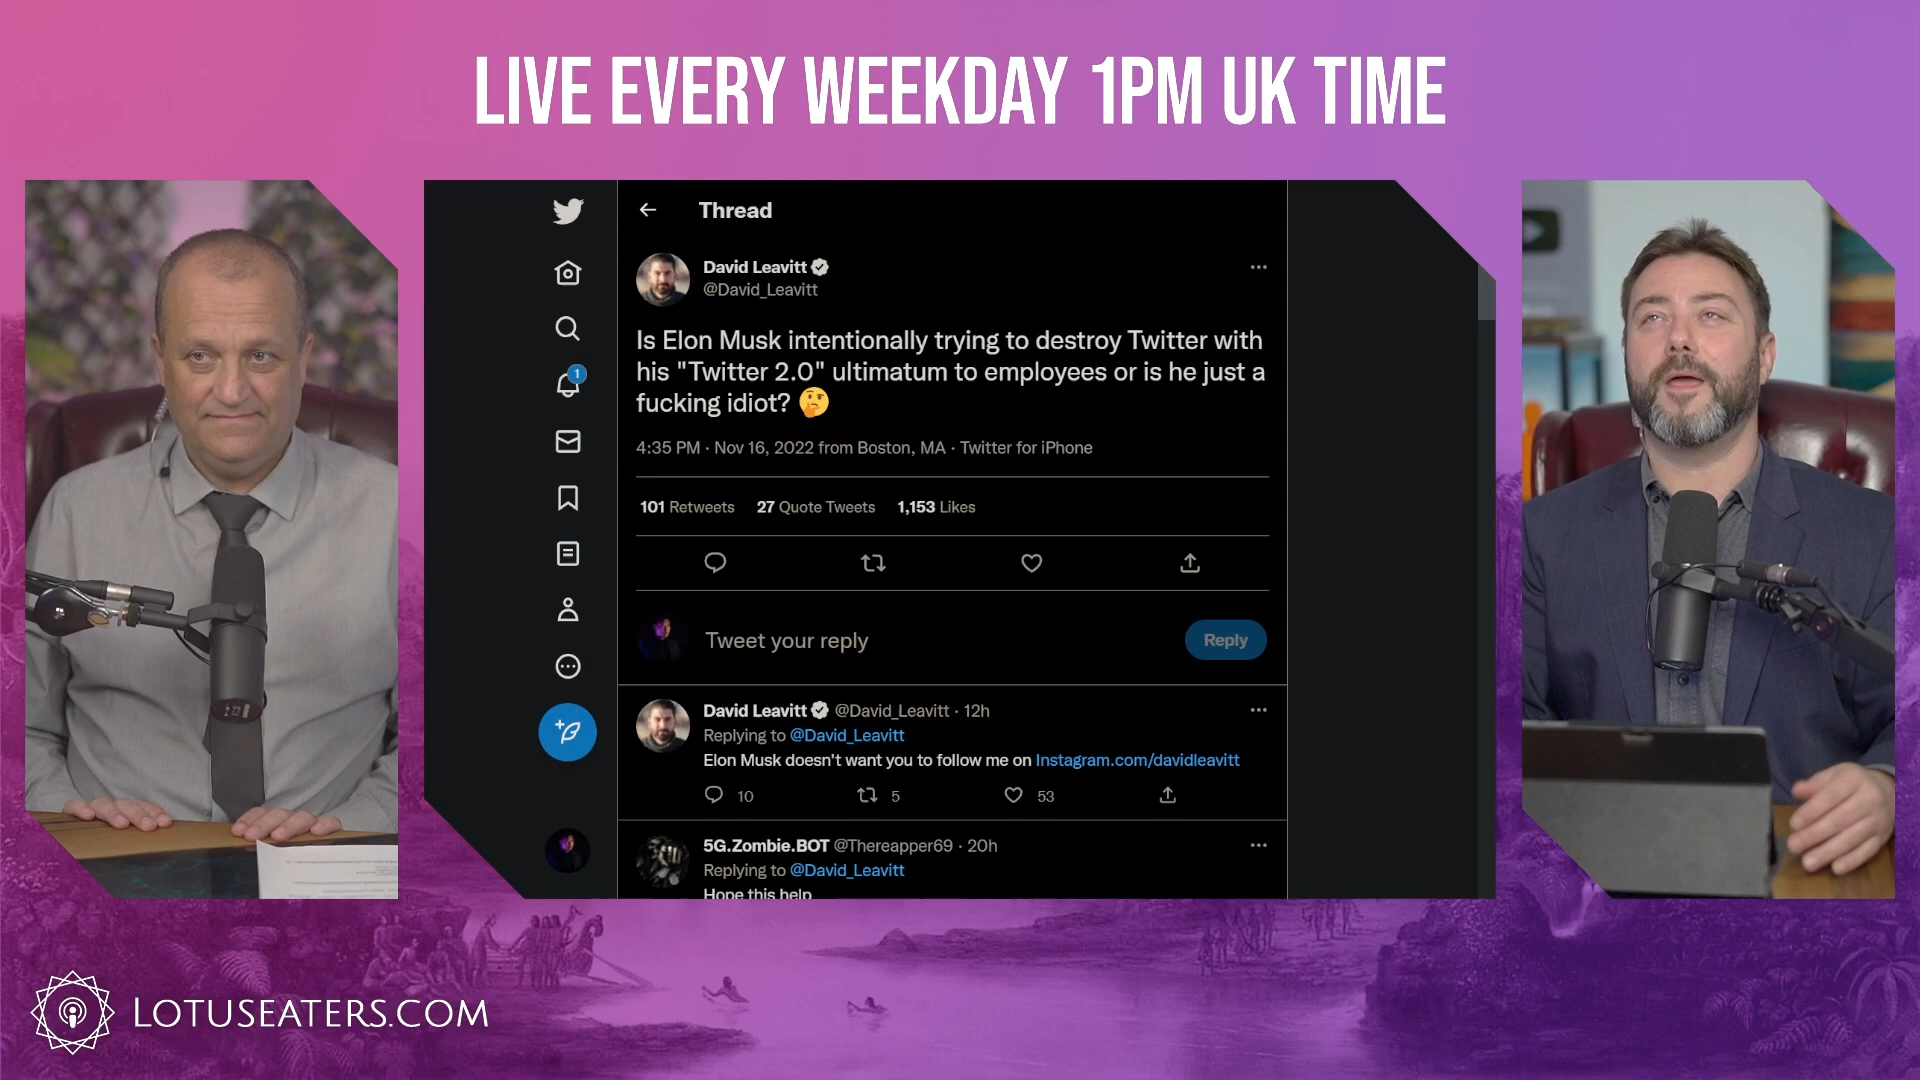 LIVE EVERY WEEKDAY 1PM UK TIME
Thread
David Leavitt
@David_Leavitt
Is Elon Musk intentionally trying to destroy Twitter with
his "Twitter 2.0" ultimatum to employees or is he just a
fucking idiot? 🤔
4:35 PM · Nov 16, 2022 from Boston, MA · Twitter for iPhone
101 Retweets 27 Quote Tweets 1,153 Likes
1
Tweet your reply
Reply
David Leavitt @David_Leavitt · 12h
Replying to @David_Leavitt
Elon Musk doesn't want you to follow me on Instagram.com/davidleavitt
10 5 53
5G.Zombie.BOT @Thereapper69 · 20h
Replying to @David_Leavitt
Hope this help
LOTUSEATERS.COM